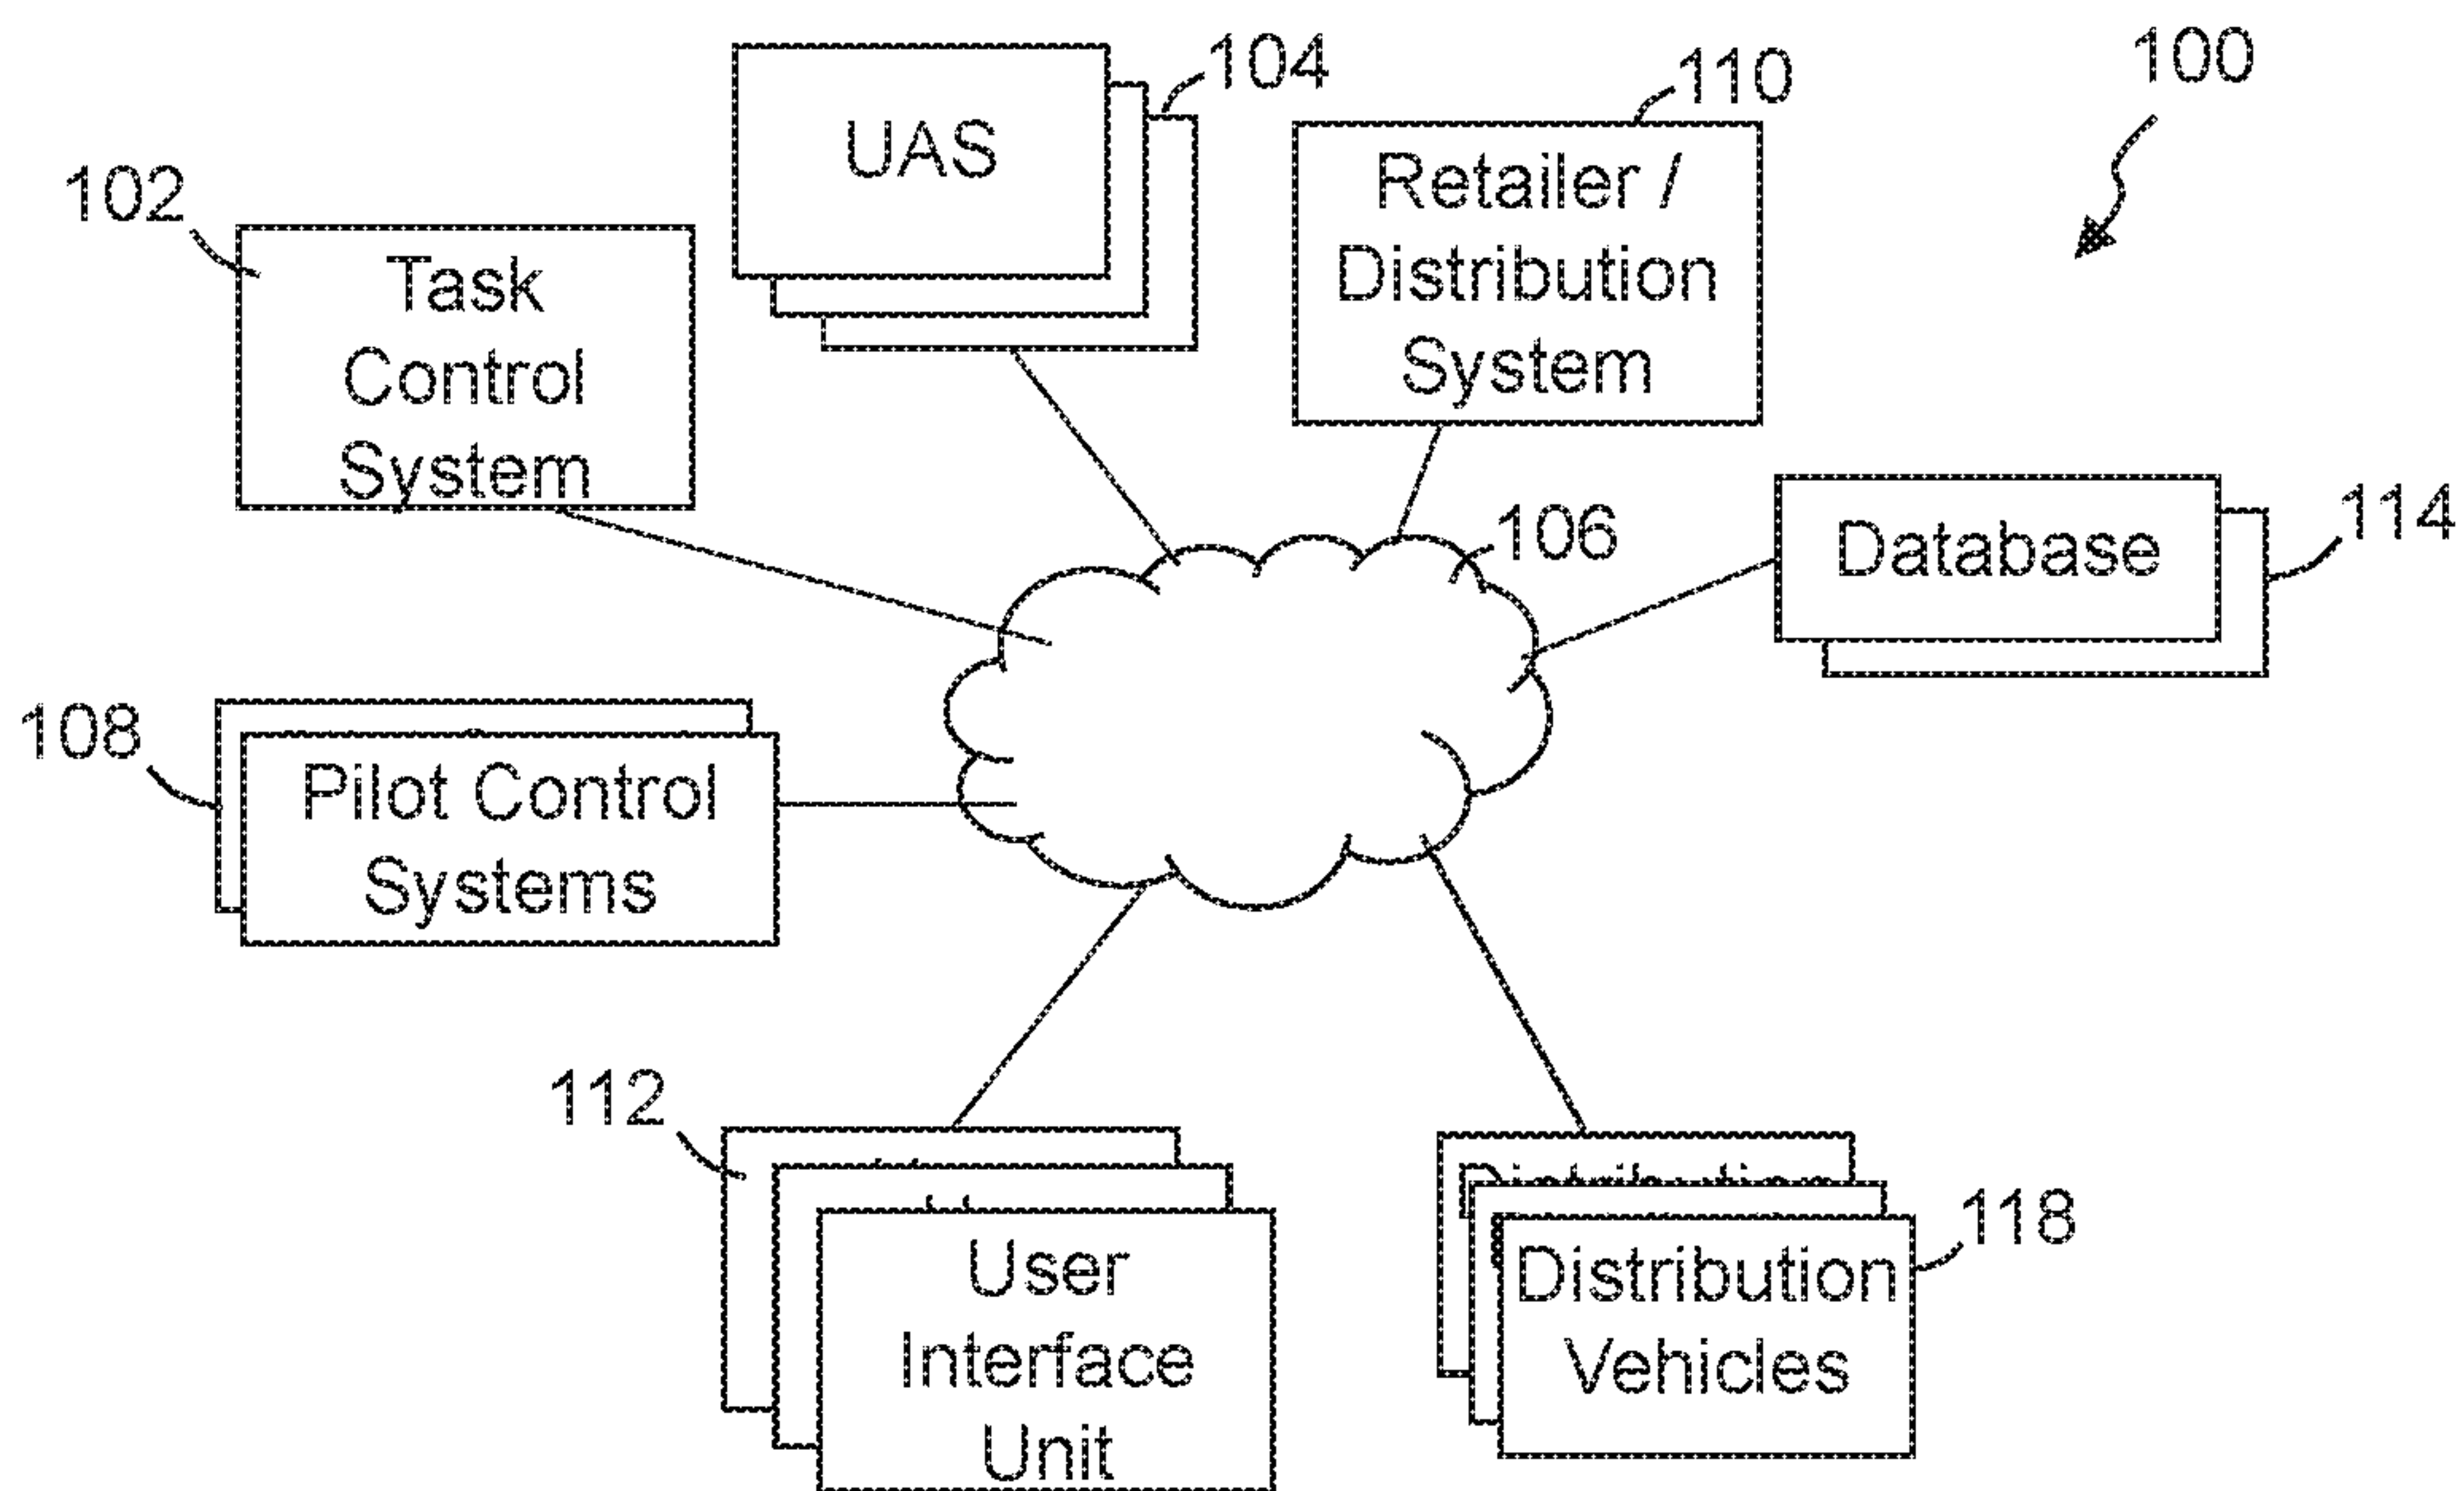 100
104
UAS
110
Retailer /
Distribution
System
102
Task
Control
System
106
114
Database
108
Pilot Control
Systems
112
User
Interface
Unit
118
Distribution
Vehicles